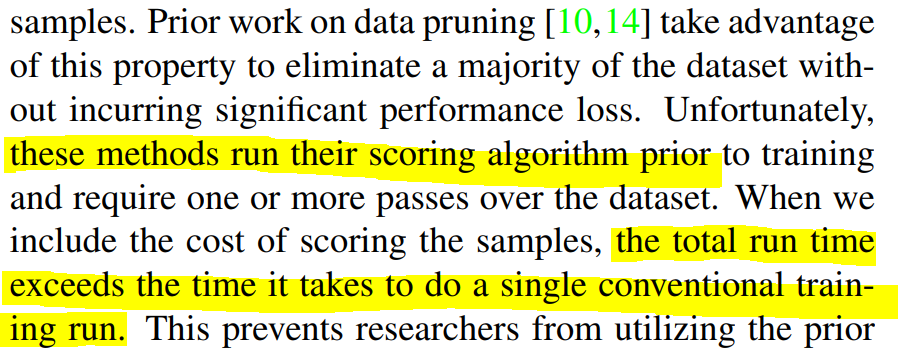 samples. Prior work on data pruning [10,14] take advantage
of this property to eliminate a majority of the dataset with-
out incurring significant performance loss. Unfortunately,
these methods run their scoring algorithm prior to training
and require one or more passes over the dataset. When we
include the cost of scoring the samples, the total run time
exceeds the time it takes to do a single conventional train-
ing run. This prevents researchers from utilizing the prior